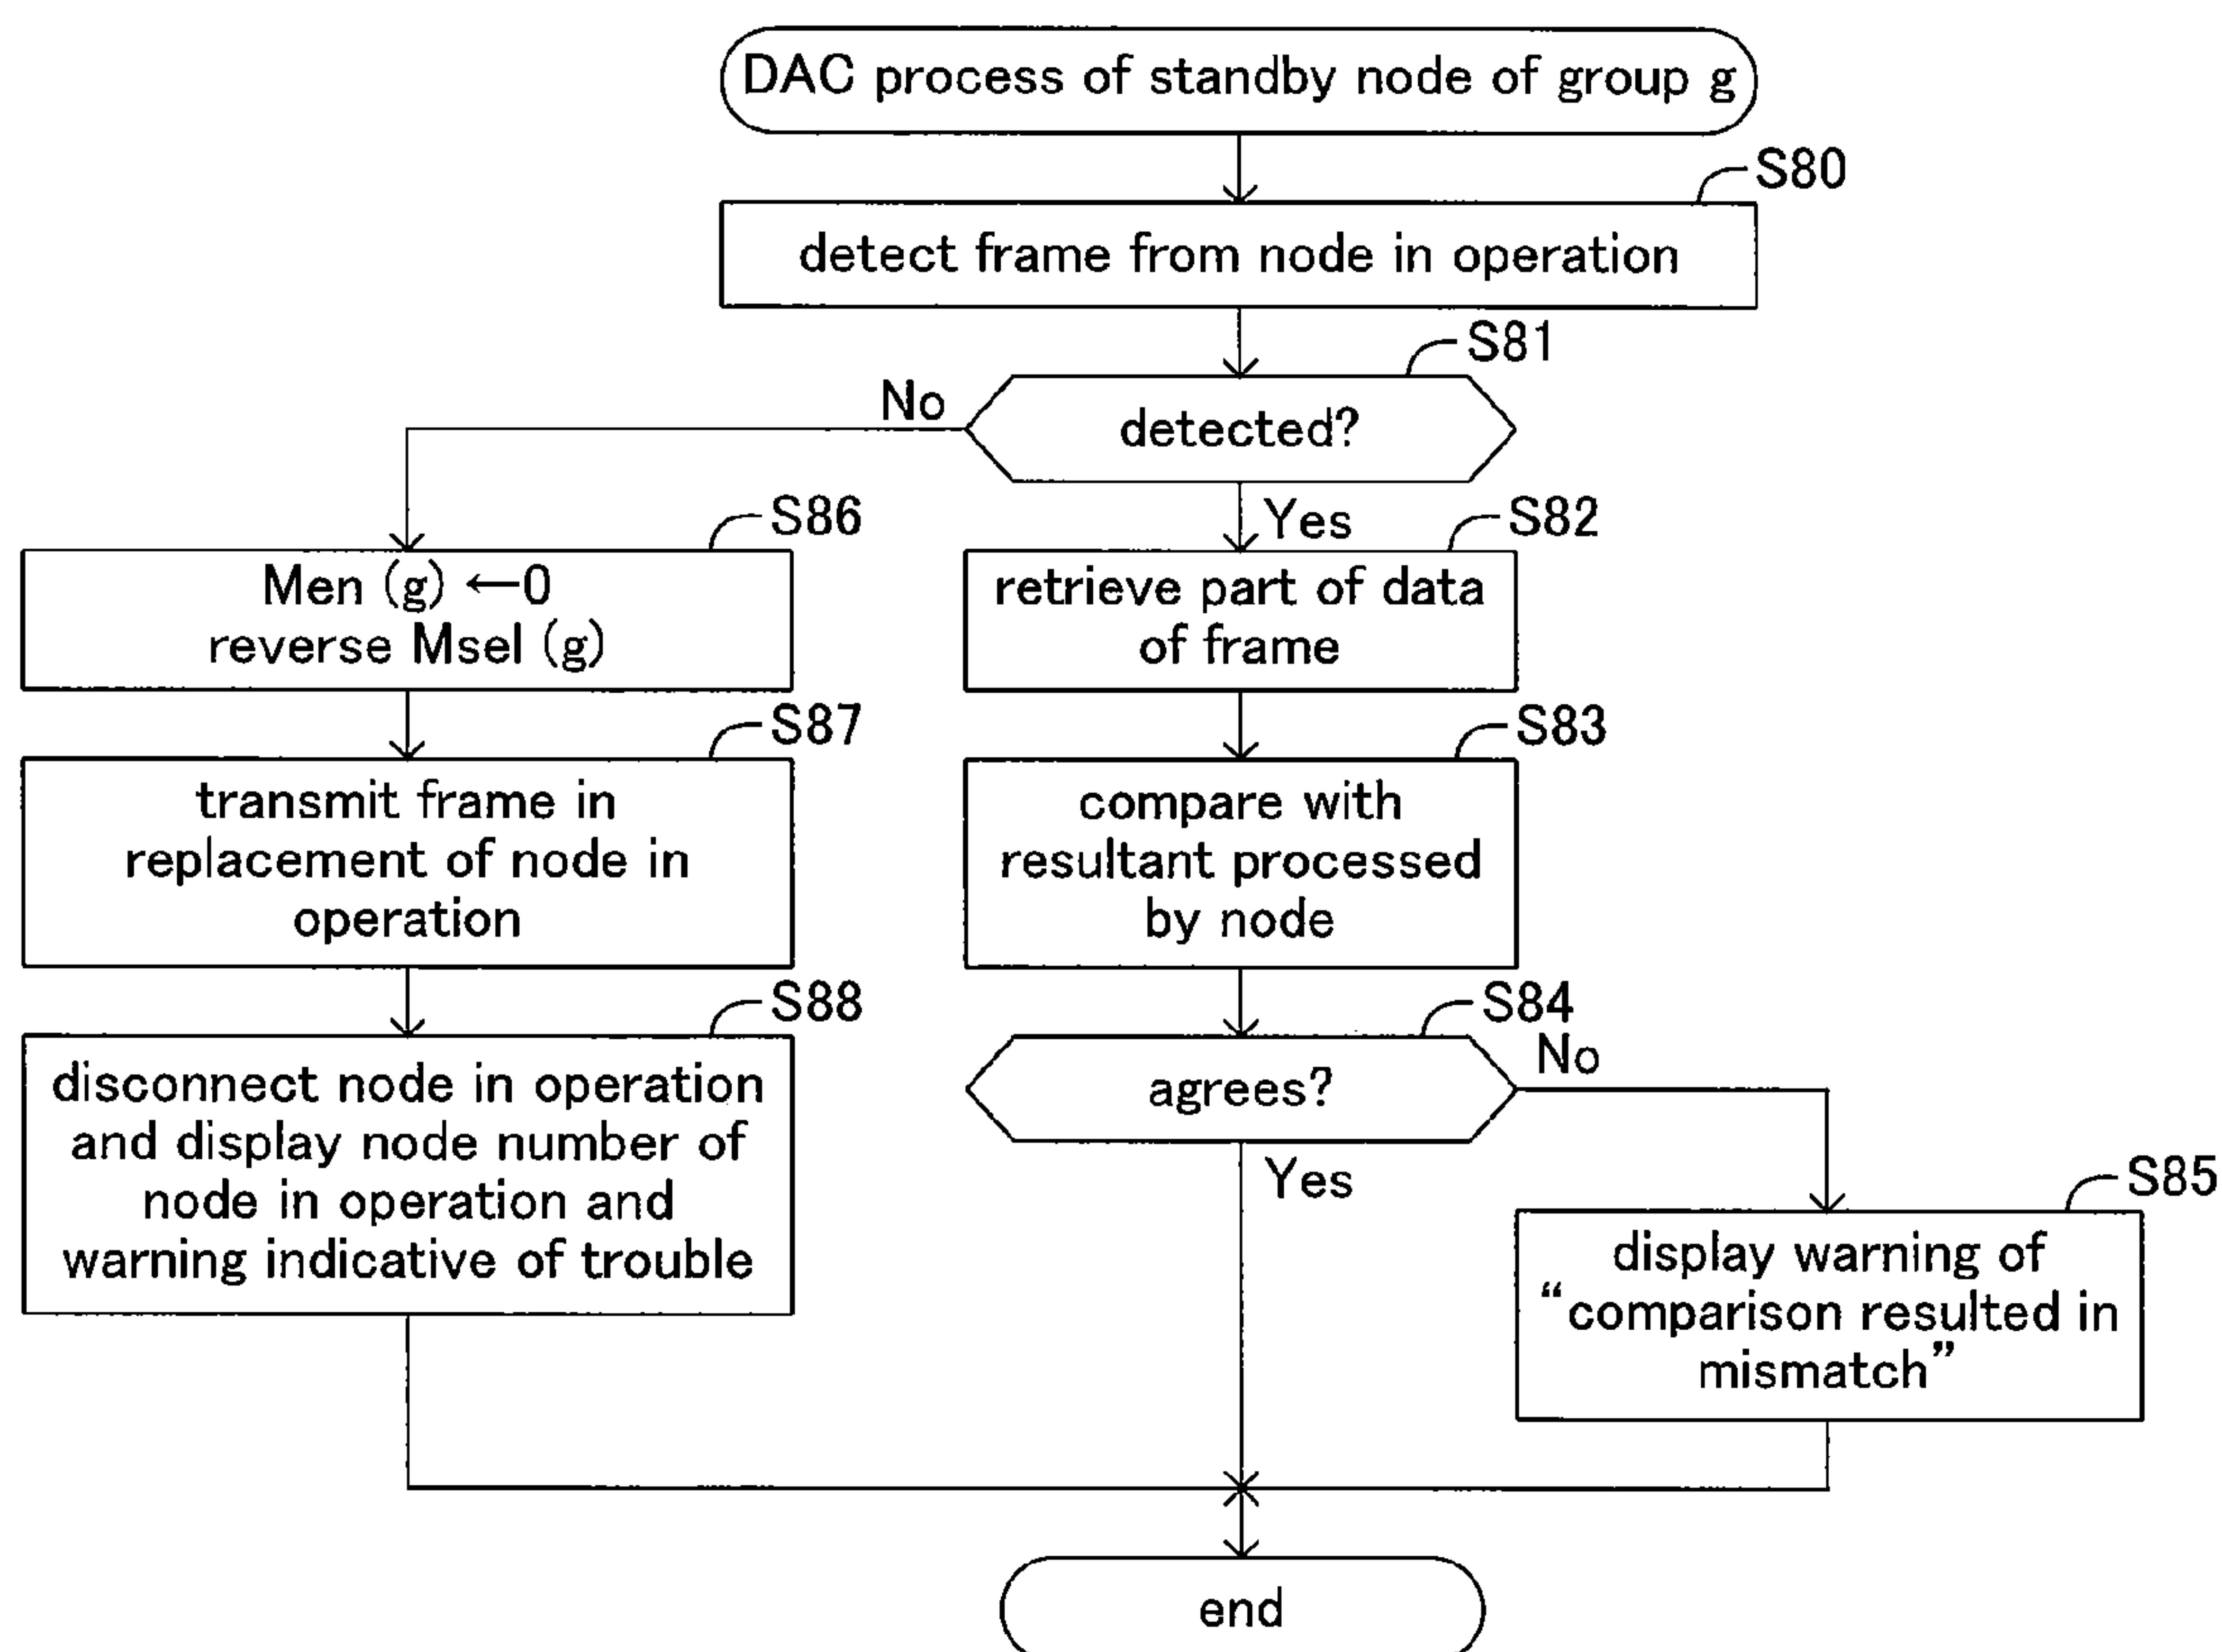 DAC process of standby node of group g
S80
detect frame from node in operation
S81
No
detected?
Yes
S86
S82
Men (g) ←0
reverse Msel (g)
retrieve part of data
of frame
S87
S83
transmit frame in
replacement of node in
operation
compare with
resultant processed
by node
S88
S84
disconnect node in operation
and display node number of
node in operation and
warning indicative of trouble
agrees?
No
Yes
S85
display warning of
“comparison resulted in
mismatch”
end